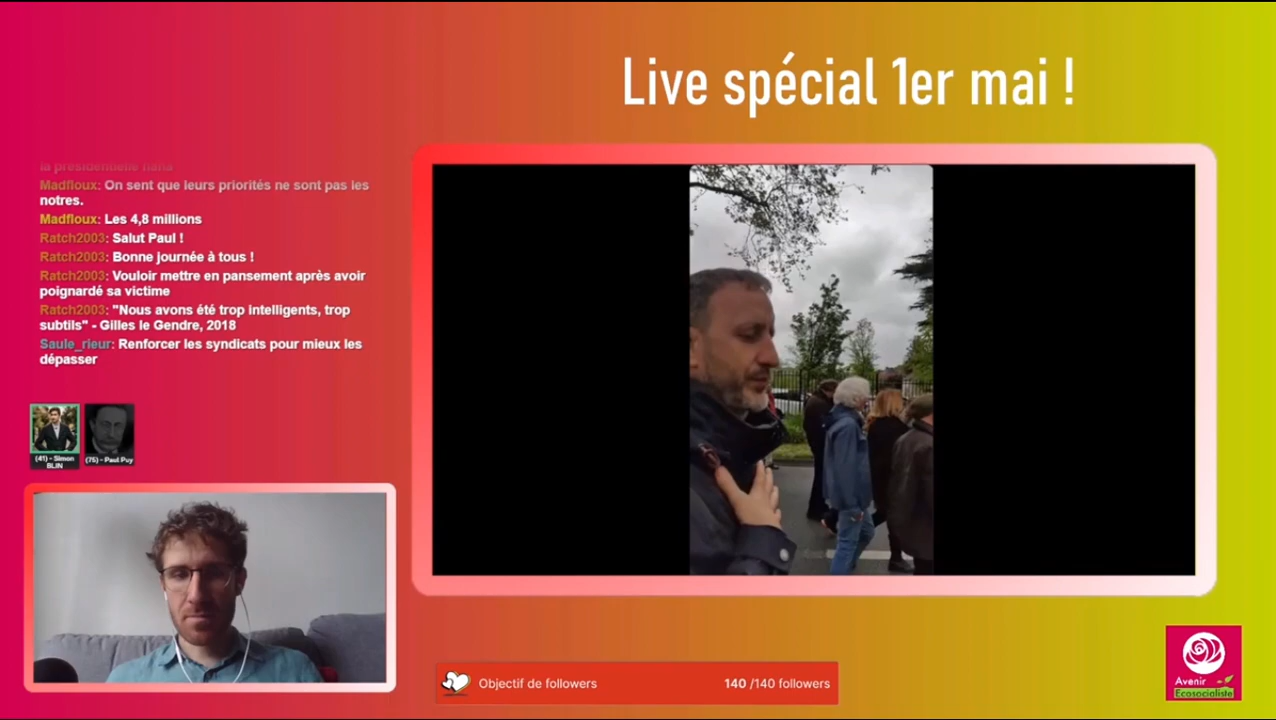 Live spécial 1er mai !
la présidentielle haha
Madfloux: On sent que leurs priorités ne sont pas les
notres.
Madfloux: Les 4,8 millions
Ratch2003: Salut Paul !
Ratch2003: Bonne journée à tous !
Ratch2003: Vouloir mettre en pansement après avoir
poignardé sa victime
Ratch2003: "Nous avons été trop intelligents, trop
subtils" - Gilles le Gendre, 2018
Saule_rieur: Renforcer les syndicats pour mieux les
dépasser
(41) - Simon
BLIN
(75) - Paul Puy
Objectif de followers
140 /140 followers
Avenir
Ecosocialiste